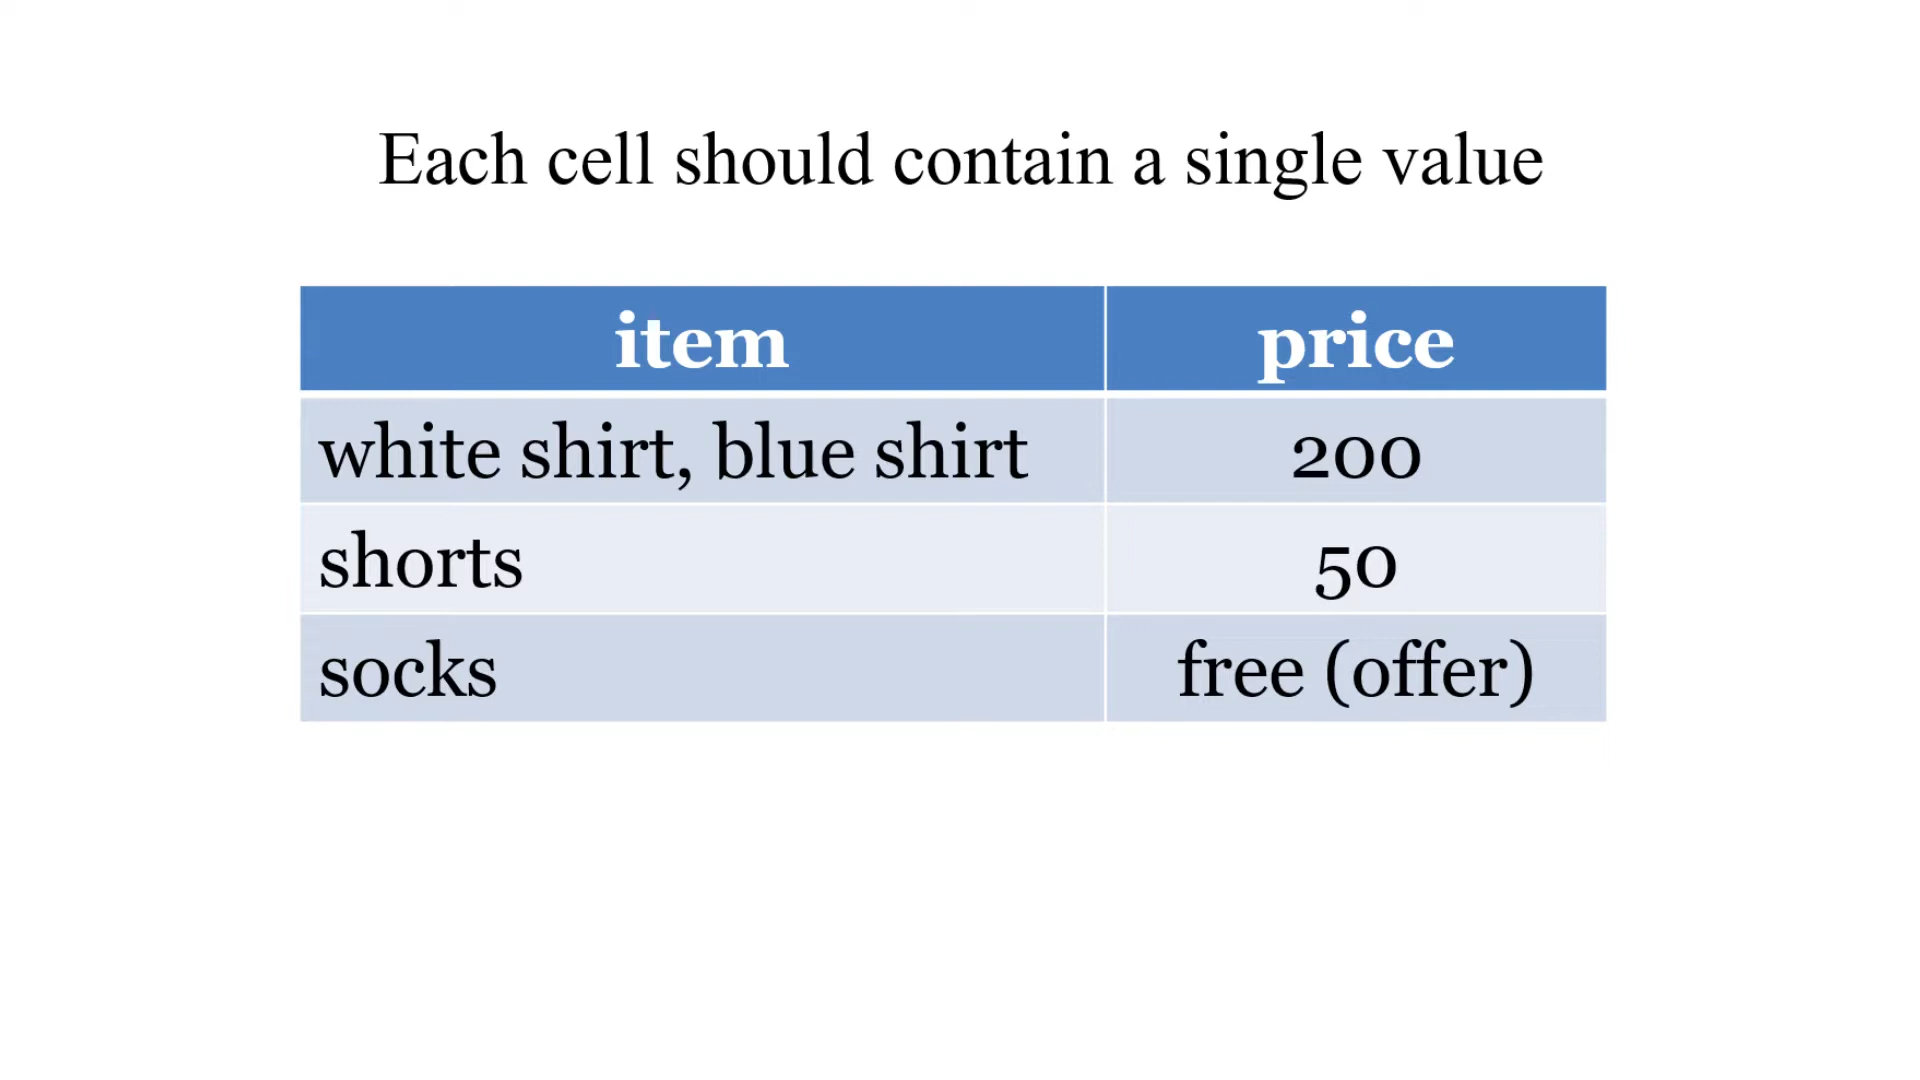 Each cell should contain a single value
item price
white shirt, blue shirt 200
shorts 50
socks free (offer)